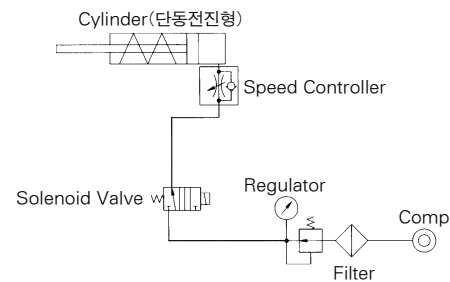 Cylinder(단동전진형)
Speed Controller
Solenoid Valve
Regulator
Comp
Filter